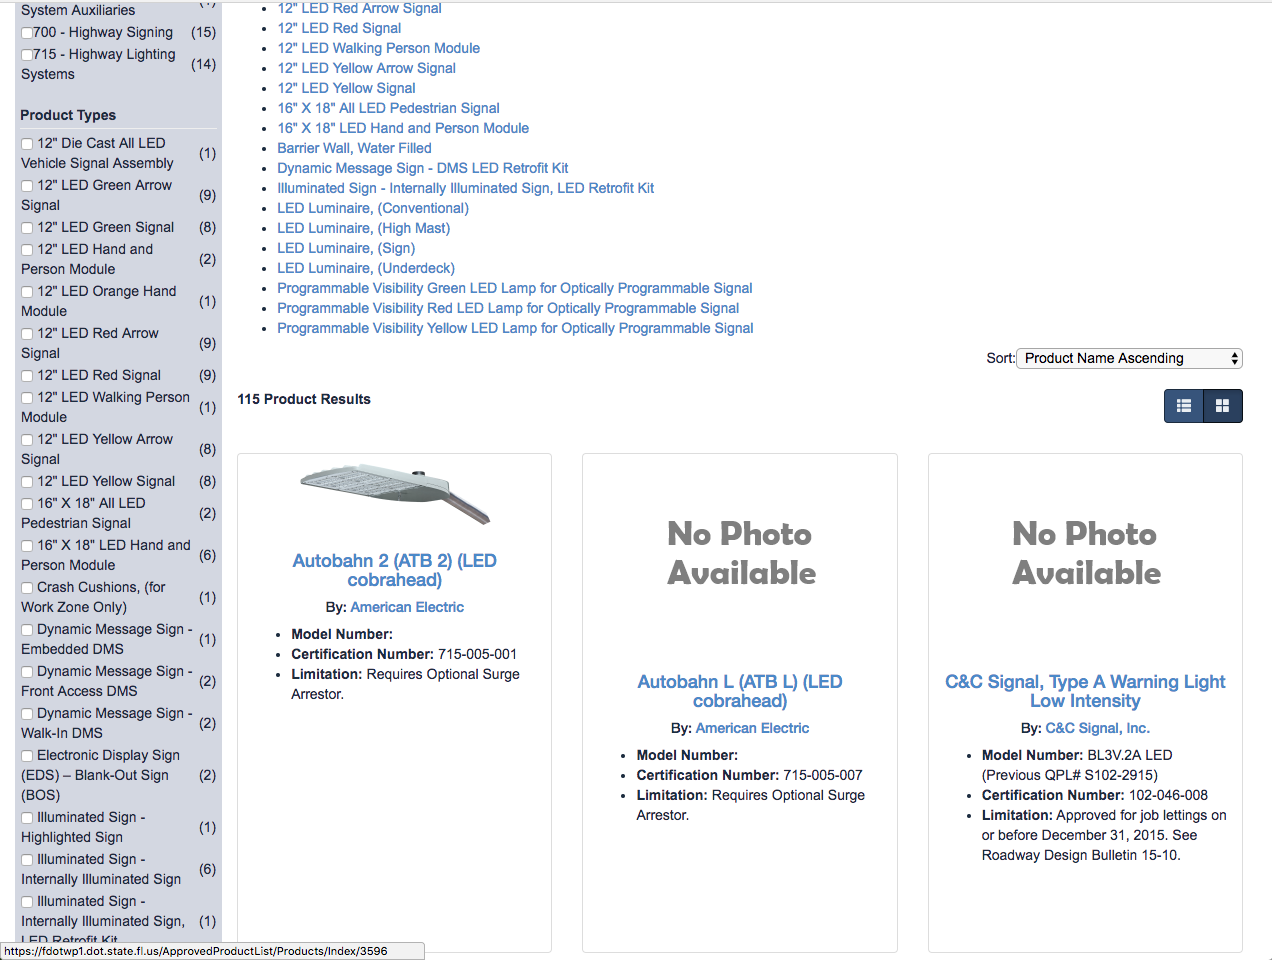 System Auxiliaries
700 - Highway Signing (15)
715 - Highway Lighting
Systems (14)
Product Types
12" Die Cast All LED
Vehicle Signal Assembly (1)
12" LED Green Arrow
Signal (9)
12" LED Green Signal (8)
12" LED Hand and
Person Module (2)
12" LED Orange Hand
Module (1)
12" LED Red Arrow
Signal (9)
12" LED Red Signal (9)
12" LED Walking Person
Module (1)
12" LED Yellow Arrow
Signal (8)
12" LED Yellow Signal (8)
16" X 18" All LED
Pedestrian Signal (2)
16" X 18" LED Hand and
Person Module (6)
Crash Cushions, (for
Work Zone Only) (1)
Dynamic Message Sign -
Embedded DMS (1)
Dynamic Message Sign -
Front Access DMS (2)
Dynamic Message Sign -
Walk-In DMS (2)
Electronic Display Sign
(EDS) – Blank-Out Sign (2)
(BOS)
Illuminated Sign -
Highlighted Sign (1)
Illuminated Sign -
Internally Illuminated Sign (6)
Illuminated Sign -
Internally Illuminated Sign, (1)
LED Retrofit Kit
12" LED Red Arrow Signal
12" LED Red Signal
12" LED Walking Person Module
12" LED Yellow Arrow Signal
12" LED Yellow Signal
16" X 18" All LED Pedestrian Signal
16" X 18" LED Hand and Person Module
Barrier Wall, Water Filled
Dynamic Message Sign - DMS LED Retrofit Kit
Illuminated Sign - Internally Illuminated Sign, LED Retrofit Kit
LED Luminaire, (Conventional)
LED Luminaire, (High Mast)
LED Luminaire, (Sign)
LED Luminaire, (Underdeck)
Programmable Visibility Green LED Lamp for Optically Programmable Signal
Programmable Visibility Red LED Lamp for Optically Programmable Signal
Programmable Visibility Yellow LED Lamp for Optically Programmable Signal
Sort: Product Name Ascending
115 Product Results
Autobahn 2 (ATB 2) (LED
cobrahead)
By: American Electric
Model Number:
Certification Number: 715-005-001
Limitation: Requires Optional Surge
Arrestor.
No Photo
Available
Autobahn L (ATB L) (LED
cobrahead)
By: American Electric
Model Number:
Certification Number: 715-005-007
Limitation: Requires Optional Surge
Arrestor.
No Photo
Available
C&C Signal, Type A Warning Light
Low Intensity
By: C&C Signal, Inc.
Model Number: BL3V.2A LED
(Previous QPL# S102-2915)
Certification Number: 102-046-008
Limitation: Approved for job lettings on
or before December 31, 2015. See
Roadway Design Bulletin 15-10.
https://fdotwp1.dot.state.fl.us/ApprovedProductList/Products/Index/3596